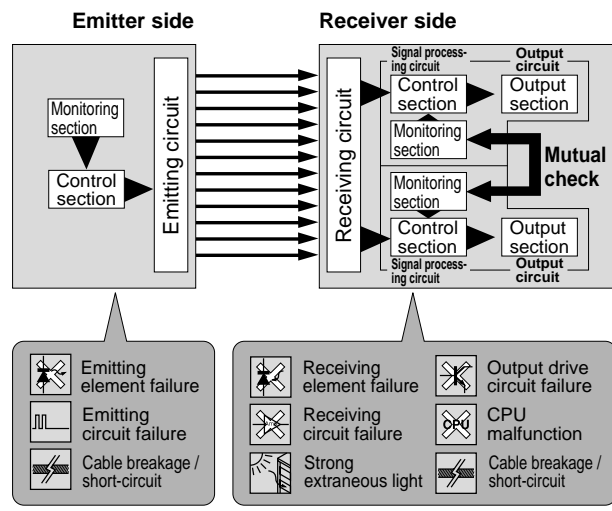 Emitter side
Receiver side
Monitoring
section
Control
section
Emitting circuit
Receiving circuit
Signal process-
ing circuit
Output
circuit
Control
section
Output
section
Monitoring
section
Mutual
check
Monitoring
section
Control
section
Output
section
Signal process-
ing circuit
Output
circuit
Emitting
element failure
Emitting
circuit failure
Cable breakage /
short-circuit
Receiving
element failure
Amp
Receiving
circuit failure
Strong
extraneous light
Output drive
circuit failure
CPU
CPU
malfunction
Cable breakage /
short-circuit